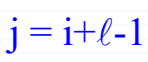 j = i+ℓ-1